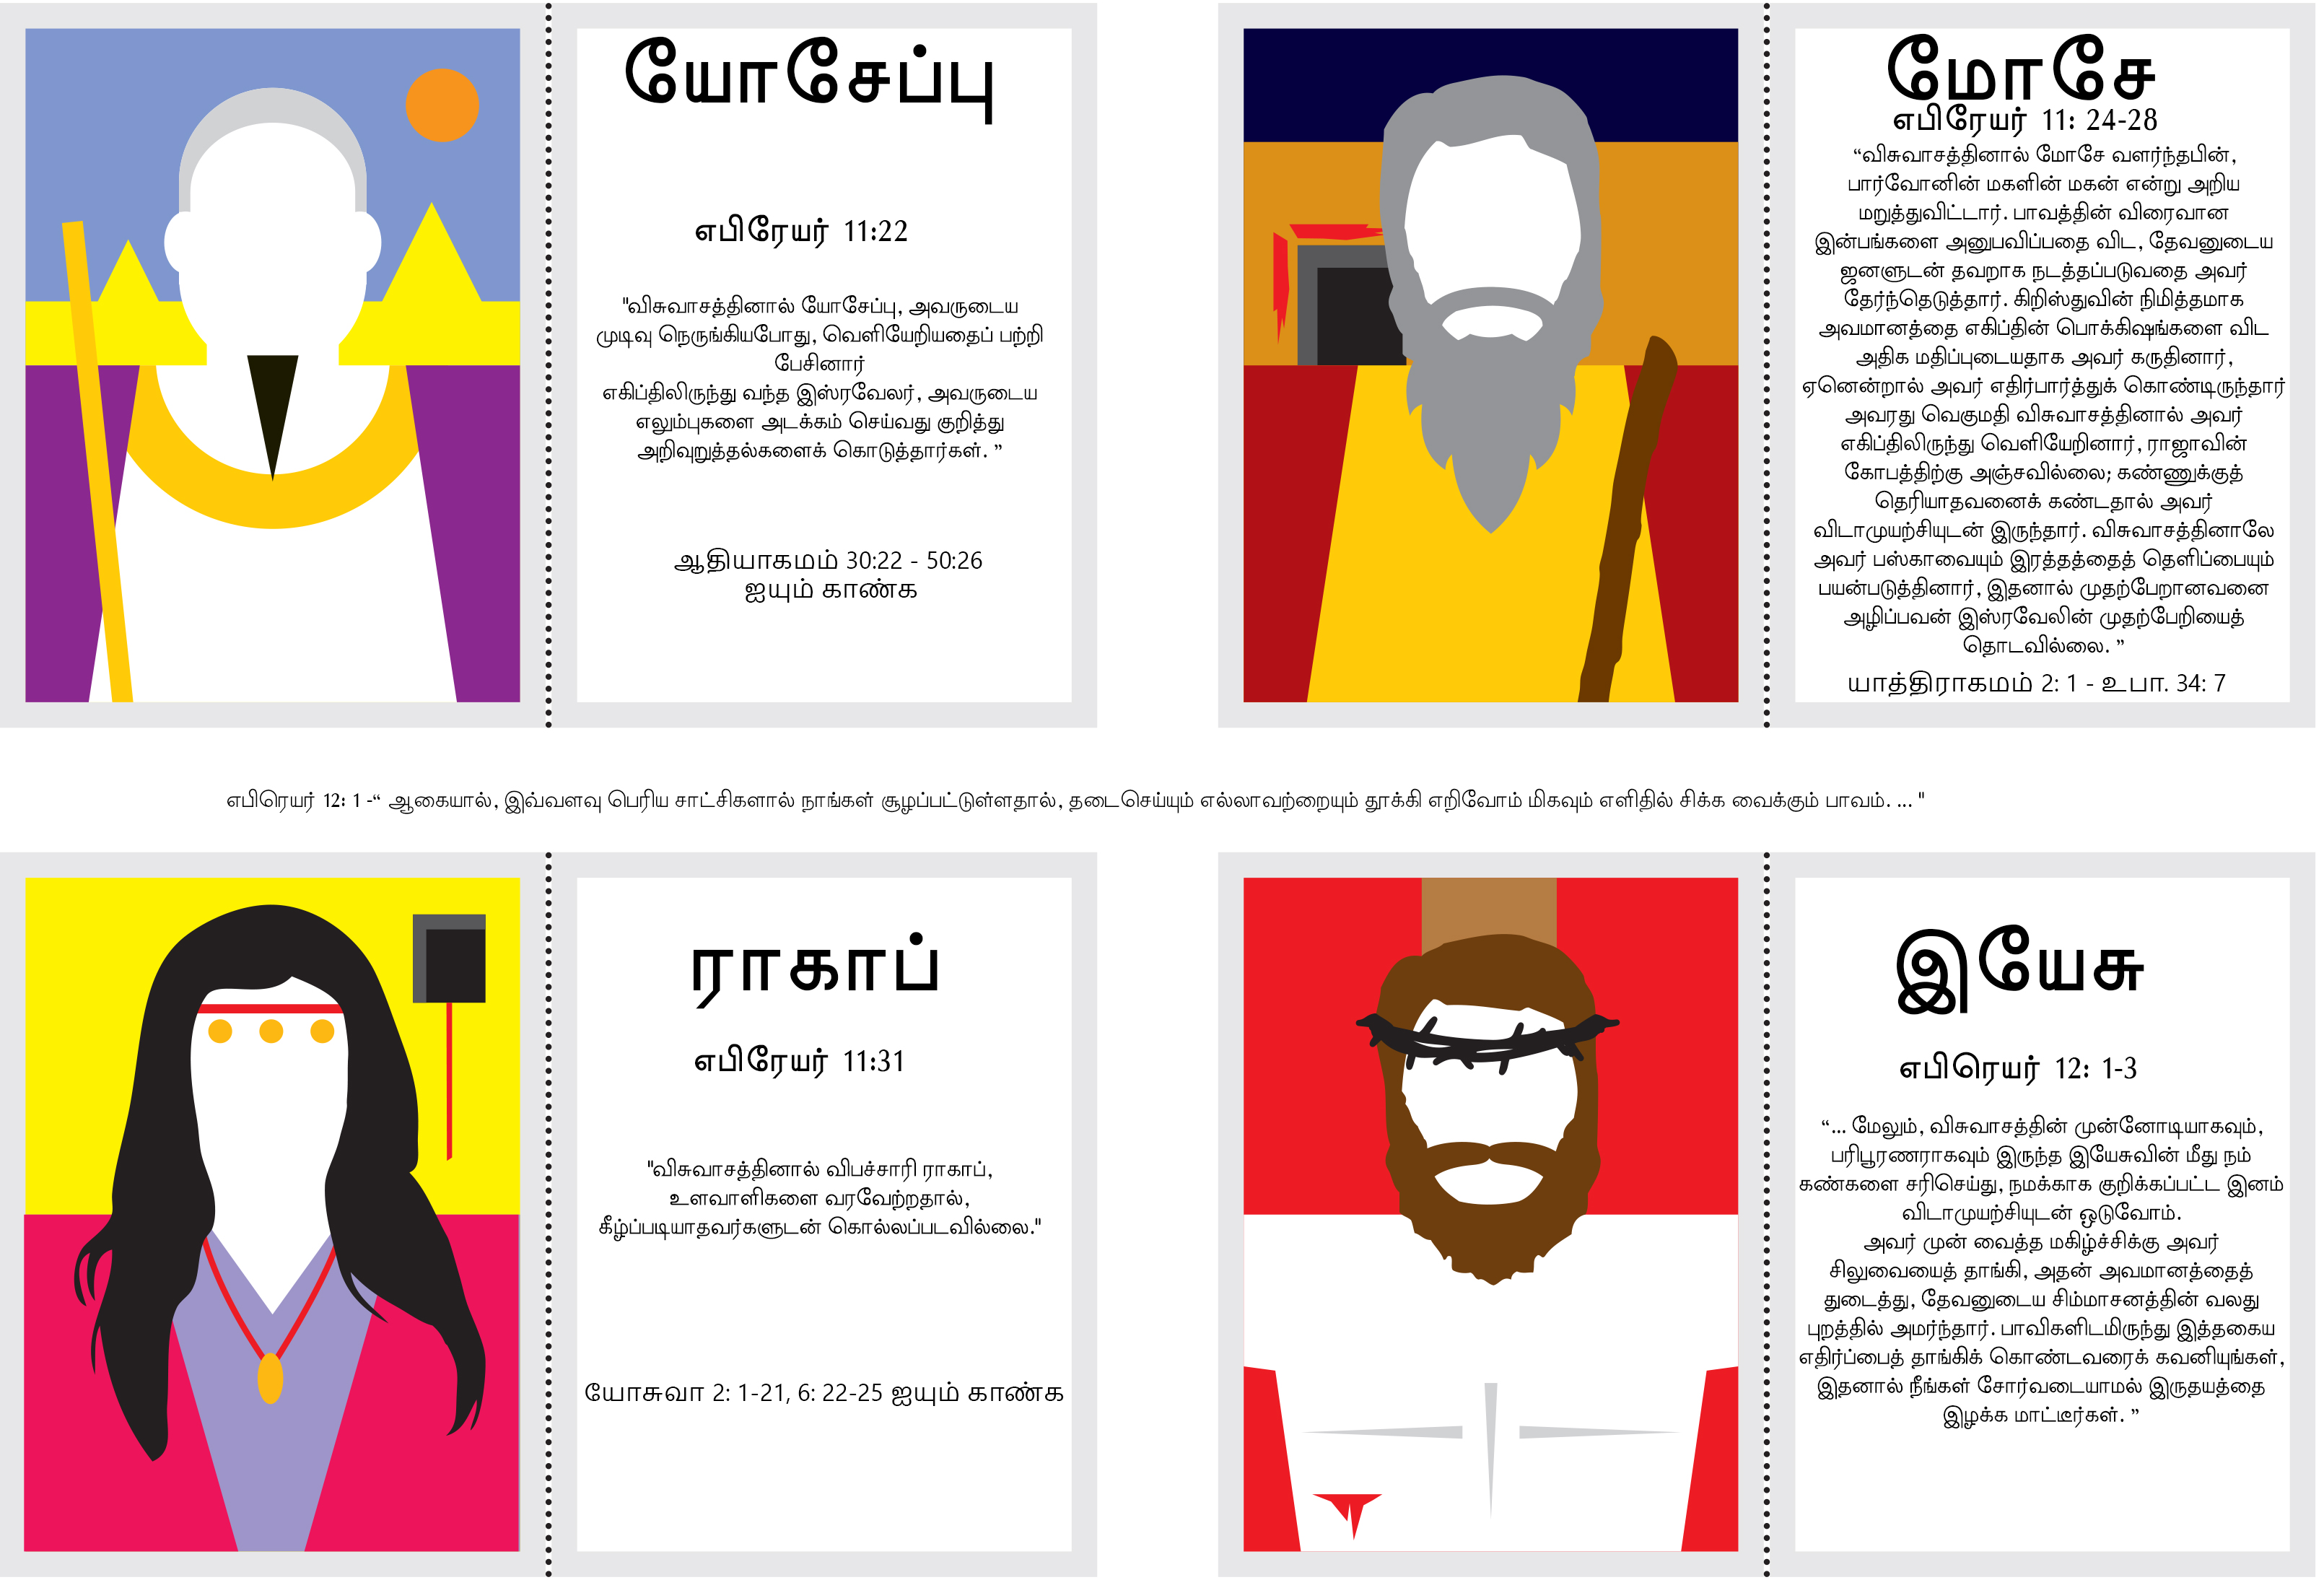 யோசேப்பு
எபிரேயர் 11:22
"விசுவாசத்தினால் யோசேப்பு, அவருடைய
முடிவு நெருங்கியபோது, வெளியேறியதைப் பற்றி
பேசினார்
எகிப்திலிருந்து வந்த இஸ்ரவேலர், அவருடைய
எலும்புகளை அடக்கம் செய்வது குறித்து
அறிவுறுத்தல்களைக் கொடுத்தார்கள். ”
ஆதியாகமம் 30:22 - 50:26
ஐயும் காண்க
மோசே
எபிரேயர் 11: 24-28
“விசுவாசத்தினால் மோசே வளர்ந்தபின்,
பார்வோனின் மகளின் மகன் என்று அறிய
மறுத்துவிட்டார். பாவத்தின் விரைவான
இன்பங்களை அனுபவிப்பதை விட, தேவனுடைய
ஜனளுடன் தவறாக நடத்தப்படுவதை அவர்
தேர்ந்தெடுத்தார். கிறிஸ்துவின் நிமித்தமாக
அவமானத்தை எகிப்தின் பொக்கிஷங்களை விட
அதிக மதிப்புடையதாக அவர் கருதினார்,
ஏனென்றால் அவர் எதிர்பார்த்துக் கொண்டிருந்தார்
அவரது வெகுமதி விசுவாசத்தினால் அவர்
எகிப்திலிருந்து வெளியேறினார், ராஜாவின்
கோபத்திற்கு அஞ்சவில்லை; கண்ணுக்குத்
தெரியாதவனைக் கண்டதால் அவர்
விடாமுயற்சியுடன் இருந்தார். விசுவாசத்தினாலே
அவர் பஸ்காவையும் இரத்தத்தைத் தெளிப்பையும்
பயன்படுத்தினார், இதனால் முதற்பேறானவனை
அழிப்பவன் இஸ்ரவேலின் முதற்பேறியைத்
தொடவில்லை. ”
யாத்திராகமம் 2: 1 - உபா. 34: 7
எபிரெயர் 12: 1 -“ ஆகையால், இவ்வளவு பெரிய சாட்சிகளால் நாங்கள் சூழப்பட்டுள்ளதால், தடைசெய்யும் எல்லாவற்றையும் தூக்கி எறிவோம் மிகவும் எளிதில் சிக்க வைக்கும் பாவம். ... "
ராகாப்
எபிரேயர் 11:31
"விசுவாசத்தினால் விபச்சாரி ராகாப்,
உளவாளிகளை வரவேற்றதால்,
கீழ்ப்படியாதவர்களுடன் கொல்லப்படவில்லை."
யோசுவா 2: 1-21, 6: 22-25 ஐயும் காண்க
இயேசு
எபிரெயர் 12: 1-3
“... மேலும், விசுவாசத்தின் முன்னோடியாகவும்,
பரிபூரணராகவும் இருந்த இயேசுவின் மீது நம்
கண்களை சரிசெய்து, நமக்காக குறிக்கப்பட்ட இனம்
விடாமுயற்சியுடன் ஒடுவோம்.
அவர் முன் வைத்த மகிழ்ச்சிக்கு அவர்
சிலுவையைத் தாங்கி, அதன் அவமானத்தைத்
துடைத்து, தேவனுடைய சிம்மாசனத்தின் வலது
புறத்தில் அமர்ந்தார். பாவிகளிடமிருந்து இத்தகைய
எதிர்ப்பைத் தாங்கிக் கொண்டவரைக் கவனியுங்கள்,
இதனால் நீங்கள் சோர்வடையாமல் இருதயத்தை
இழக்க மாட்டீர்கள். ”